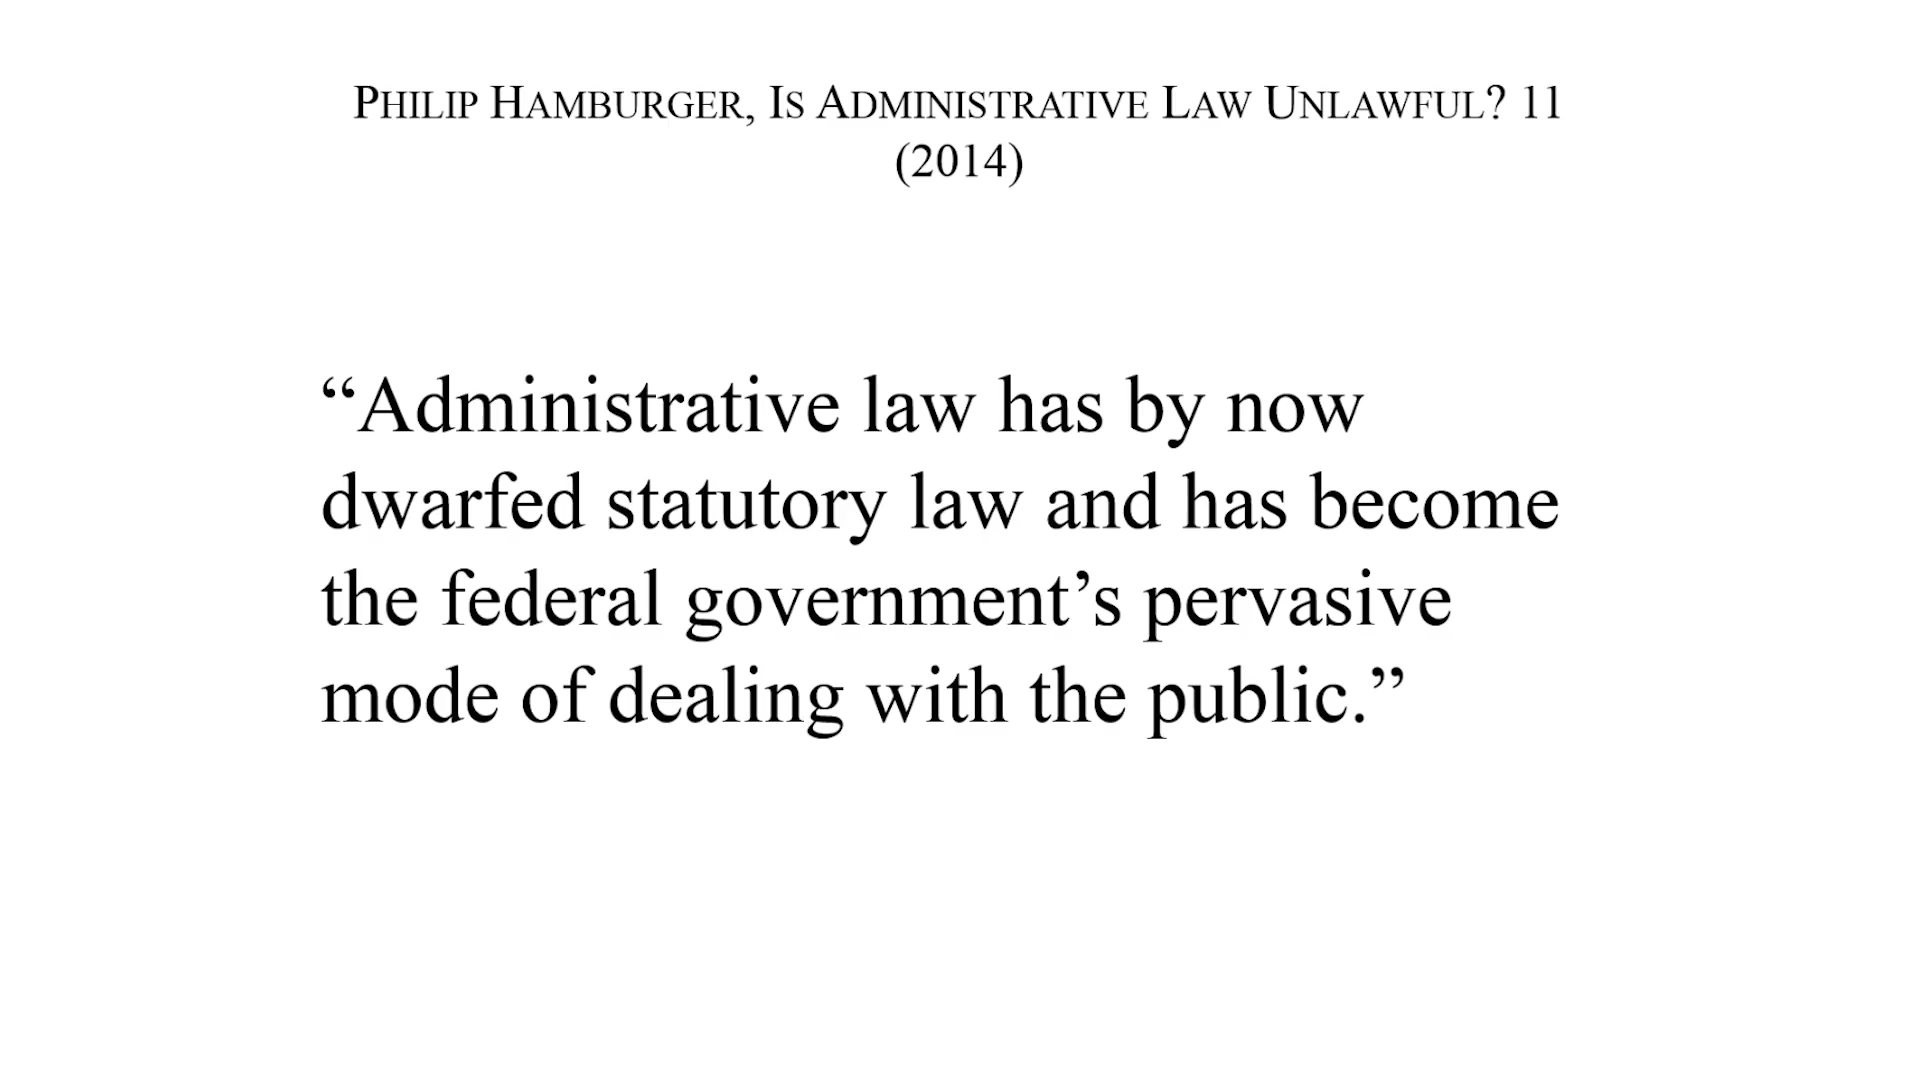 PHILIP HAMBURGER, IS ADMINISTRATIVE LAW UNLAWFUL? 11
(2014)
“Administrative law has by now
dwarfed statutory law and has become
the federal government’s pervasive
mode of dealing with the public.”